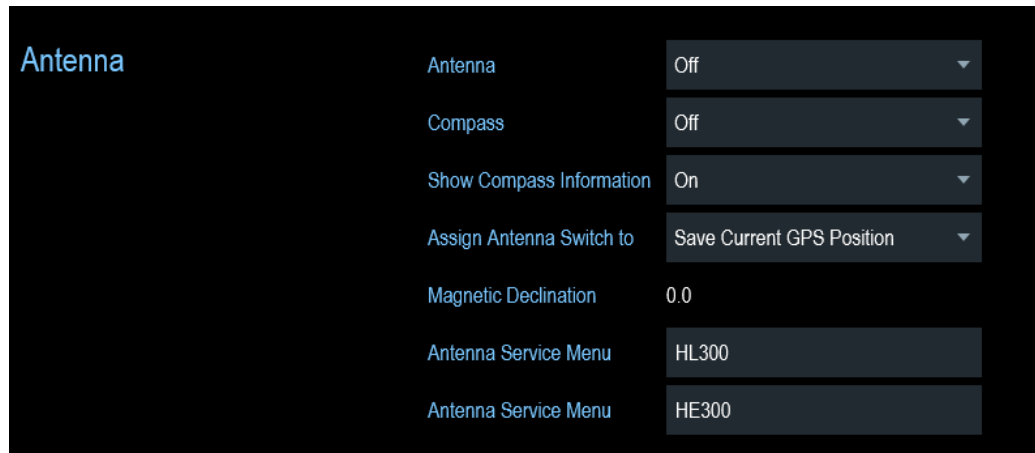 Antenna
Antenna Off
Compass Off
Show Compass Information On
Assign Antenna Switch to Save Current GPS Position
Magnetic Declination 0.0
Antenna Service Menu HL300
Antenna Service Menu HE300